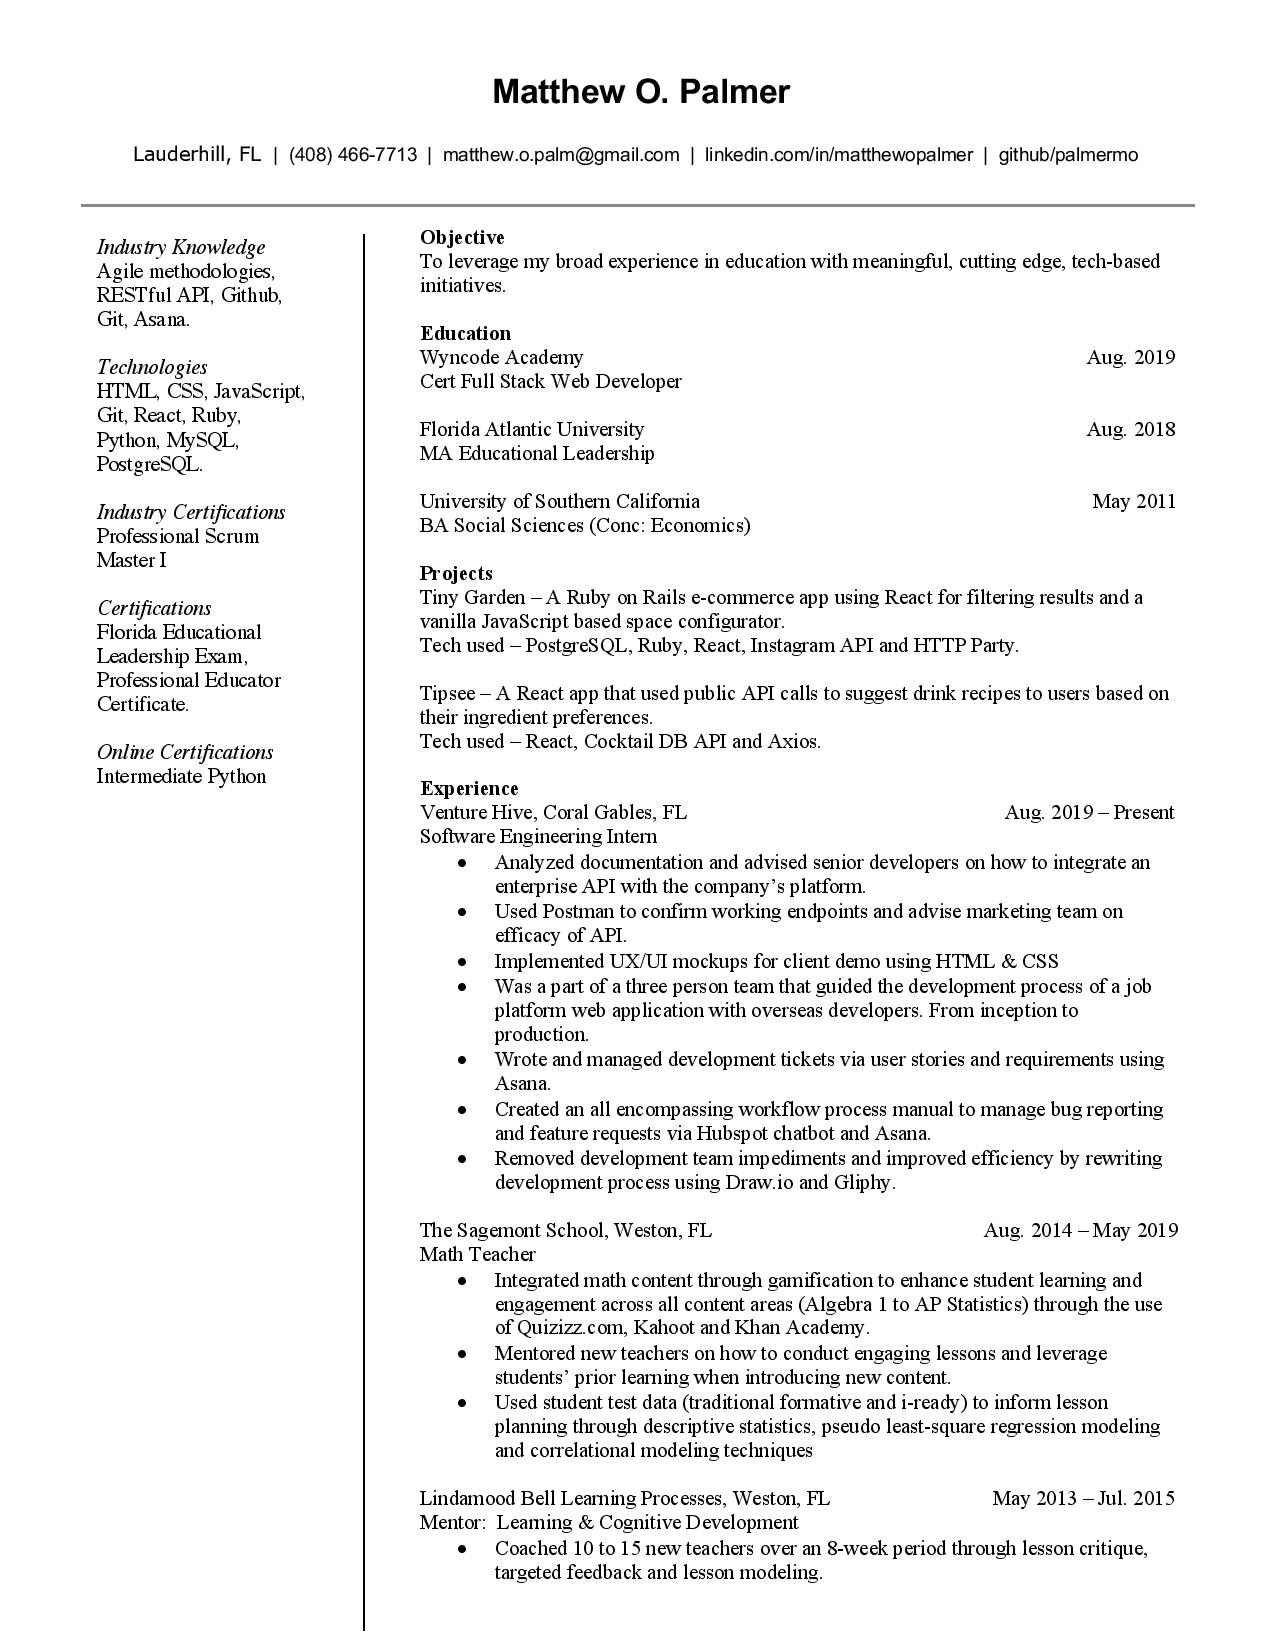 Matthew O. Palmer
Lauderhill, FL | (408) 466-7713 | matthew.o.palm@gmail.com | linkedin.com/in/matthewopalmer | github/palmermo
Industry Knowledge
Agile methodologies,
RESTful API, Github,
Git, Asana.
Technologies
HTML, CSS, JavaScript,
Git, React, Ruby,
Python, MySQL,
PostgreSQL.
Industry Certifications
Professional Scrum
Master I
Certifications
Florida Educational
Leadership Exam,
Professional Educator
Certificate.
Online Certifications
Intermediate Python
Objective
To leverage my broad experience in education with meaningful, cutting edge, tech-based
initiatives.
Education
Wyncode Academy Aug. 2019
Cert Full Stack Web Developer
Florida Atlantic University Aug. 2018
MA Educational Leadership
University of Southern California May 2011
BA Social Sciences (Conc: Economics)
Projects
Tiny Garden – A Ruby on Rails e-commerce app using React for filtering results and a
vanilla JavaScript based space configurator.
Tech used – PostgreSQL, Ruby, React, Instagram API and HTTP Party.
Tipsee – A React app that used public API calls to suggest drink recipes to users based on
their ingredient preferences.
Tech used – React, Cocktail DB API and Axios.
Experience
Venture Hive, Coral Gables, FL Aug. 2019 – Present
Software Engineering Intern
● Analyzed documentation and advised senior developers on how to integrate an
enterprise API with the company's platform.
● Used Postman to confirm working endpoints and advise marketing team on
efficacy of API.
● Implemented UX/UI mockups for client demo using HTML & CSS
● Was a part of a three person team that guided the development process of a job
platform web application with overseas developers. From inception to
production.
● Wrote and managed development tickets via user stories and requirements using
Asana.
● Created an all encompassing workflow process manual to manage bug reporting
and feature requests via Hubspot chatbot and Asana.
● Removed development team impediments and improved efficiency by rewriting
development process using Draw.io and Gliphy.
The Sagemont School, Weston, FL Aug. 2014 – May 2019
Math Teacher
● Integrated math content through gamification to enhance student learning and
engagement across all content areas (Algebra 1 to AP Statistics) through the use
of Quizizz.com, Kahoot and Khan Academy.
● Mentored new teachers on how to conduct engaging lessons and leverage
students' prior learning when introducing new content.
● Used student test data (traditional formative and i-ready) to inform lesson
planning through descriptive statistics, pseudo least-square regression modeling
and correlational modeling techniques
Lindamood Bell Learning Processes, Weston, FL May 2013 – Jul. 2015
Mentor: Learning & Cognitive Development
● Coached 10 to 15 new teachers over an 8-week period through lesson critique,
targeted feedback and lesson modeling.